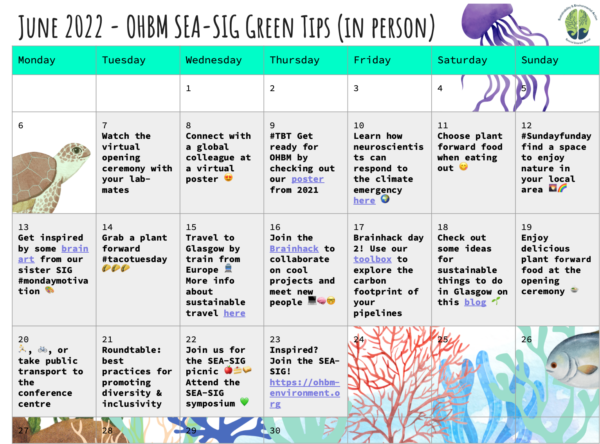 June 2022 - OHBM SEA-SIG Green Tips (in person)
Monday Tuesday Wednesday Thursday Friday Saturday Sunday
1 2 3 4 5
6
7
Watch the
virtual
opening
ceremony with
your lab-
mates
8
Connect with
a global
colleague at
a virtual
poster 😍
9
#TBT Get
ready for
OHBM by
checking out
our poster
from 2021
10
Learn how
neuroscientis
ts can
respond to
the climate
emergency
here 🌍
11
Choose plant
forward food
when eating
out 😋
12
#Sundayfunday
find a space
to enjoy
nature in
your local
area 🌄🌈
13
Get inspired
by some brain
art from our
sister SIG
#mondaymotiva
tion 🎨
14
Grab a plant
forward
#tacotuesday
🌮🌮🌮
15
Travel to
Glasgow by
train from
Europe 🚆
More info
about
sustainable
travel here
16
Join the
Brainhack to
collaborate
on cool
projects and
meet new
people 💻🧠🤓
17
Brainhack day
2! Use our
toolbox to
explore the
carbon
footprint of
your
pipelines
18
Check out
some ideas
for
sustainable
things to do
in Glasgow on
this blog 🌱
19
Enjoy
delicious
plant forward
food at the
opening
ceremony 🍲
20
🏃, 🚲, or
take public
transport to
the
conference
centre
21
Roundtable:
best
practices for
promoting
diversity &
inclusivity
22
Join us for
the SEA-SIG
picnic 🍎🍰🥪
Attend the
SEA-SIG
symposium 💚
23
Inspired?
Join the SEA-
SIG!
https://ohbm-
environment.o
rg
24 25 26
27 28 29 30